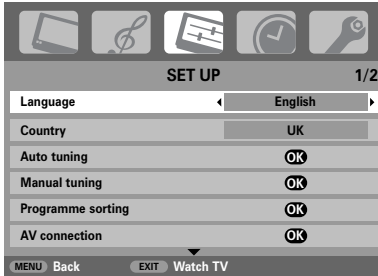 SET UP 1/2
Language English
Country UK
Auto tuning OK
Manual tuning OK
Programme sorting OK
AV connection OK
MENU Back EXIT Watch TV